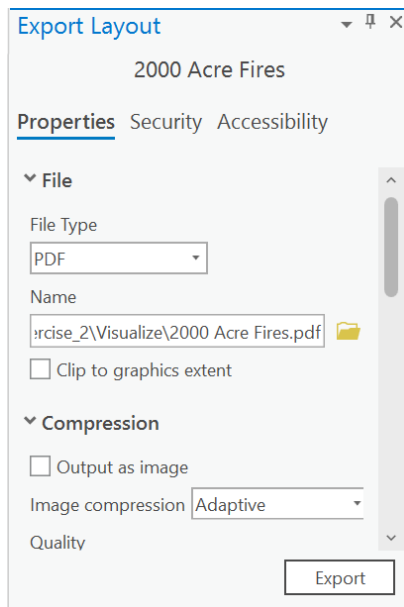 Export Layout
2000 Acre Fires
Properties Security Accessibility
File
File Type
PDF
Name
ercise_2\Visualize\2000 Acre Fires.pdf
Clip to graphics extent
Compression
Output as image
Image compression Adaptive
Quality
Export